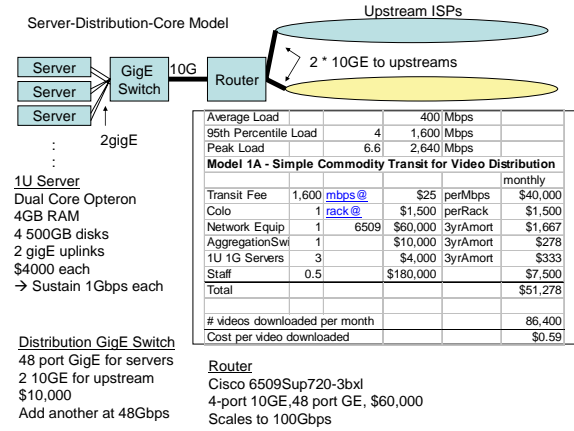 Server-Distribution-Core Model
Upstream ISPs
Server
Server
Server
GigE
Switch
10G
Router
2 * 10GE to upstreams
2gigE
:
:
1U Server
Dual Core Opteron
4GB RAM
4 500GB disks
2 gigE uplinks
$4000 each
→ Sustain 1Gbps each
Distribution GigE Switch
48 port GigE for servers
2 10GE for upstream
$10,000
Add another at 48Gbps
Average Load 400 Mbps
95th Percentile Load 4 1,600 Mbps
Peak Load 6.6 2,640 Mbps
Model 1A - Simple Commodity Transit for Video Distribution
monthly
Transit Fee 1,600 mbps@ $25 perMbps $40,000
Colo 1 rack@ $1,500 perRack $1,500
Network Equip 1 6509 $60,000 3yrAmort $1,667
AggregationSwi 1 $10,000 3yrAmort $278
1U 1G Servers 3 $4,000 3yrAmort $333
Staff 0.5 $180,000 $7,500
Total $51,278
# videos downloaded per month 86,400
Cost per video downloaded $0.59
Router
Cisco 6509Sup720-3bxl
4-port 10GE,48 port GE, $60,000
Scales to 100Gbps